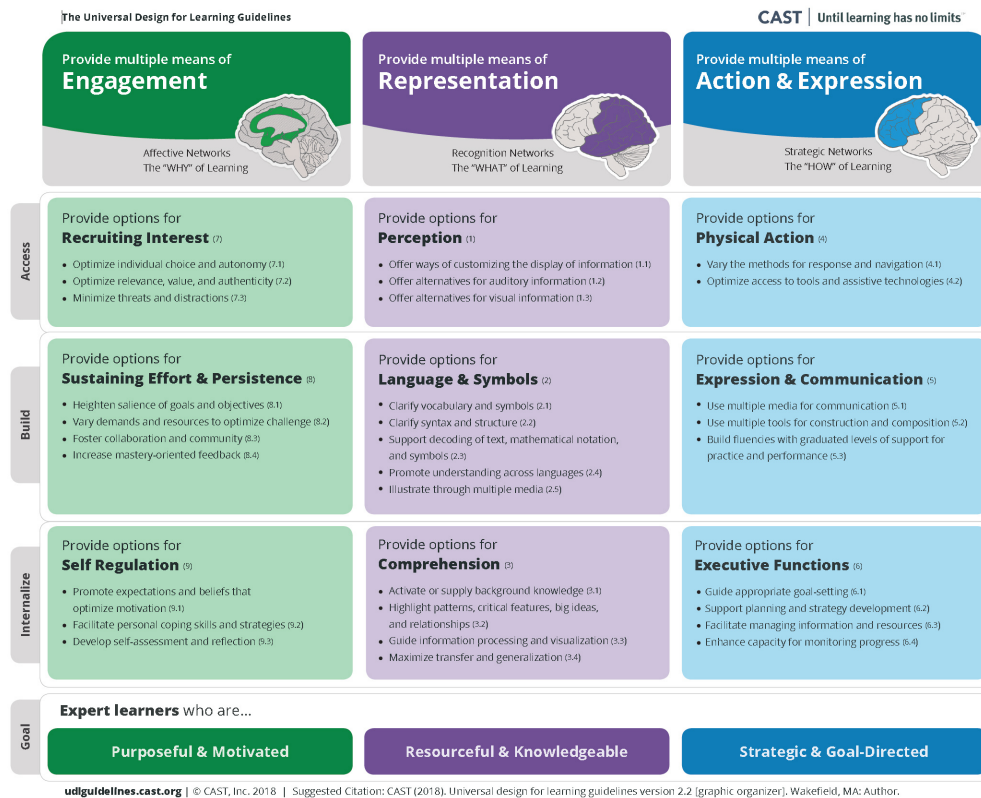 The Universal Design for Learning Guidelines
CAST | Until learning has no limits™
Provide multiple means of
Engagement
Affective Networks
The "WHY" of Learning
Provide multiple means of
Representation
Recognition Networks
The "WHAT" of Learning
Provide multiple means of
Action & Expression
Strategic Networks
The "HOW" of Learning
Access
Provide options for
Recruiting Interest (7)
• Optimize individual choice and autonomy (7.1)
• Optimize relevance, value, and authenticity (7.2)
• Minimize threats and distractions (7.3)
Provide options for
Perception (1)
• Offer ways of customizing the display of information (1.1)
• Offer alternatives for auditory information (1.2)
• Offer alternatives for visual information (1.3)
Provide options for
Physical Action (4)
• Vary the methods for response and navigation (4.1)
• Optimize access to tools and assistive technologies (4.2)
Build
Provide options for
Sustaining Effort & Persistence (8)
• Heighten salience of goals and objectives (8.1)
• Vary demands and resources to optimize challenge (8.2)
• Foster collaboration and community (8.3)
• Increase mastery-oriented feedback (8.4)
Provide options for
Language & Symbols (2)
• Clarify vocabulary and symbols (2.1)
• Clarify syntax and structure (2.2)
• Support decoding of text, mathematical notation,
and symbols (2.3)
• Promote understanding across languages (2.4)
• Illustrate through multiple media (2.5)
Provide options for
Expression & Communication (5)
• Use multiple media for communication (5.1)
• Use multiple tools for construction and composition (5.2)
• Build fluencies with graduated levels of support for
practice and performance (5.3)
Internalize
Provide options for
Self Regulation (9)
• Promote expectations and beliefs that
optimize motivation (9.1)
• Facilitate personal coping skills and strategies (9.2)
• Develop self-assessment and reflection (9.3)
Provide options for
Comprehension (3)
• Activate or supply background knowledge (3.1)
• Highlight patterns, critical features, big ideas,
and relationships (3.2)
• Guide information processing and visualization (3.3)
• Maximize transfer and generalization (3.4)
Provide options for
Executive Functions (6)
• Guide appropriate goal-setting (6.1)
• Support planning and strategy development (6.2)
• Facilitate managing information and resources (6.3)
• Enhance capacity for monitoring progress (6.4)
Goal
Expert learners who are...
Purposeful & Motivated
Resourceful & Knowledgeable
Strategic & Goal-Directed
udlguidelines.cast.org | © CAST, Inc. 2018 | Suggested Citation: CAST (2018). Universal design for learning guidelines version 2.2 [graphic organizer]. Wakefield, MA: Author.